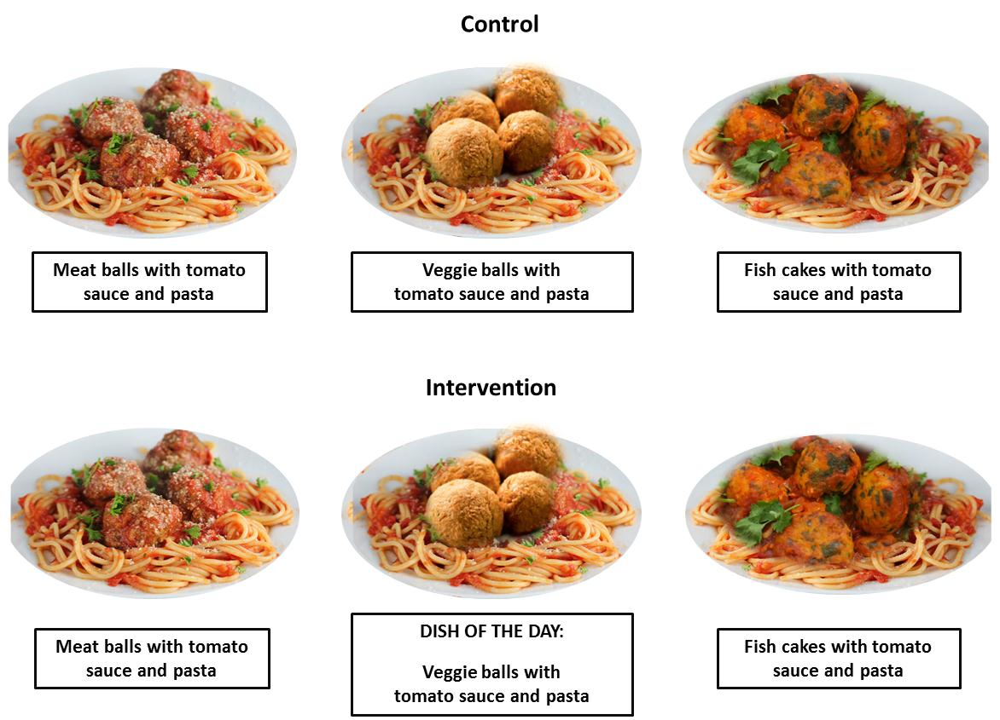 Control
Meat balls with tomato
sauce and pasta
Veggie balls with
tomato sauce and pasta
Fish cakes with tomato
sauce and pasta
Intervention
Meat balls with tomato
sauce and pasta
DISH OF THE DAY:
Veggie balls with
tomato sauce and pasta
Fish cakes with tomato
sauce and pasta